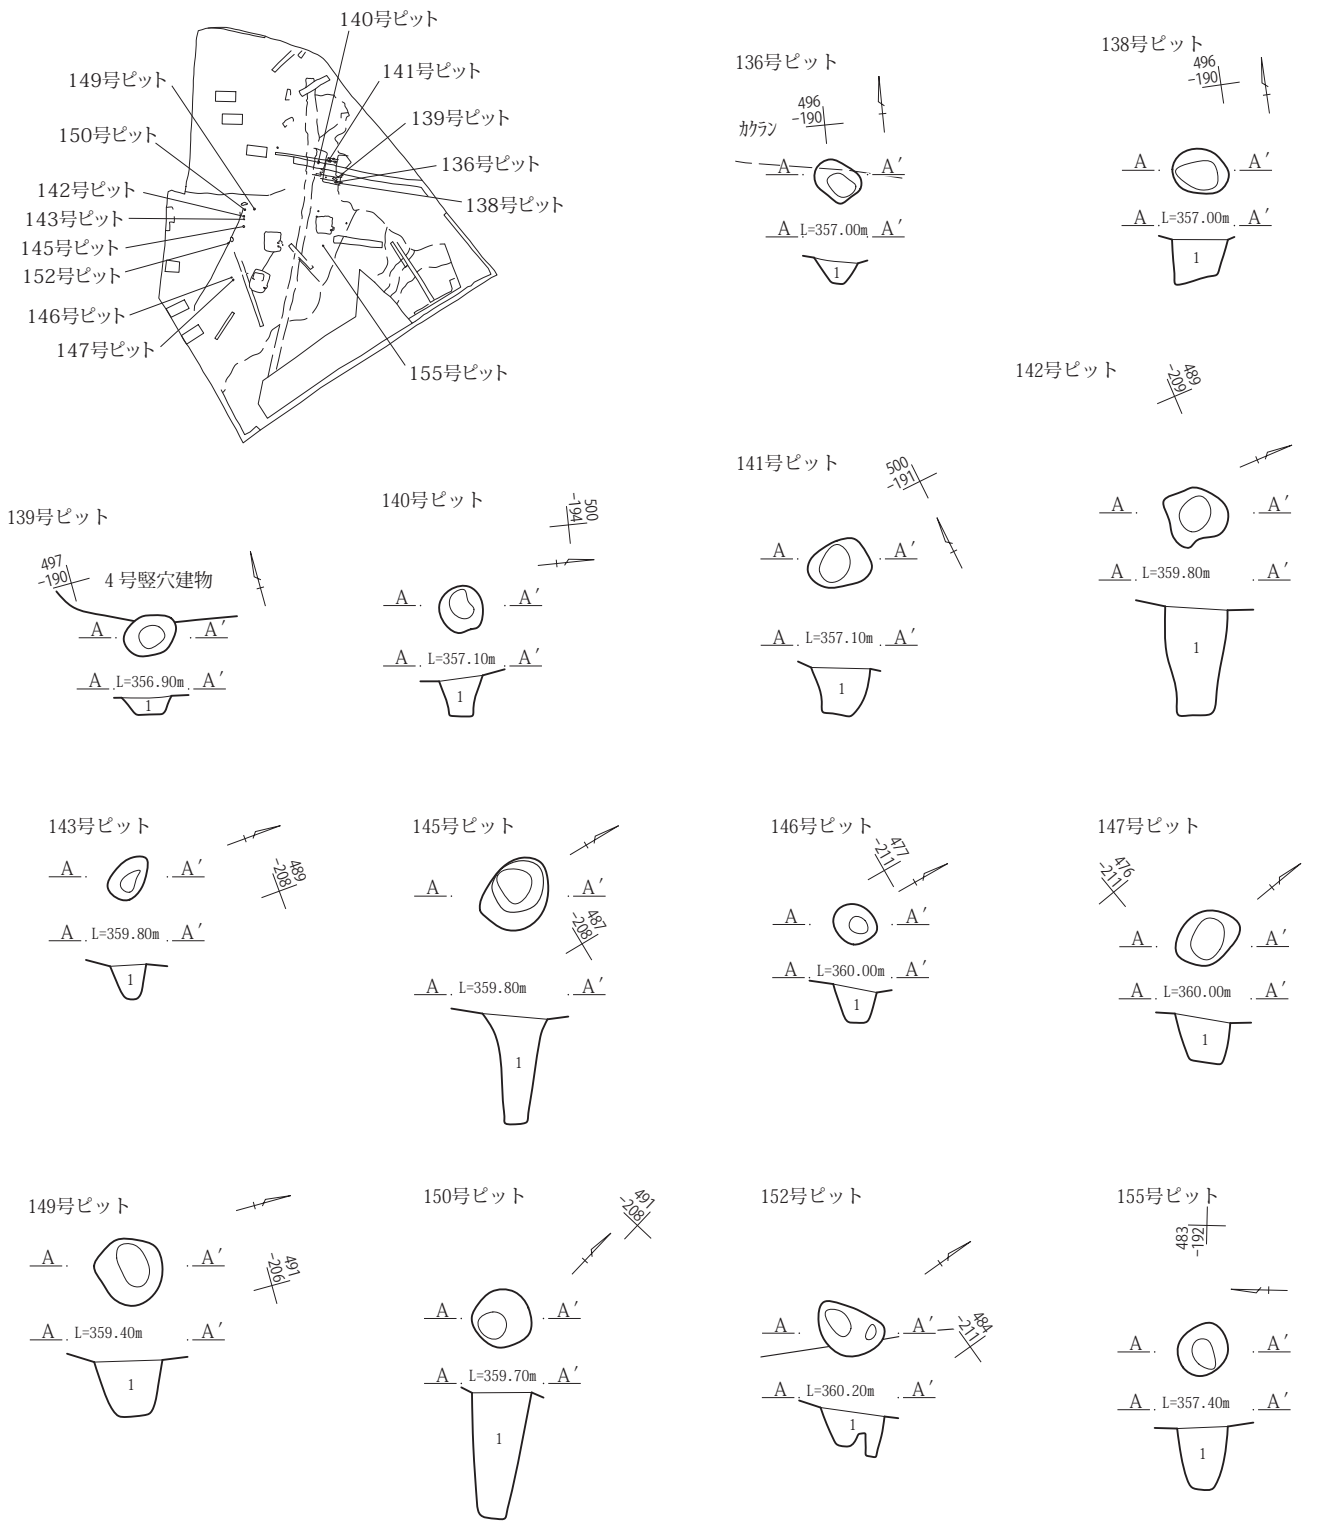 140号ピット
141号ピット
149号ピット
139号ピット
150号ピット
136号ピット
142号ピット
138号ピット
143号ピット
145号ピット
152号ピット
146号ピット
147号ピット
155号ピット
136号ピット
496
-190
カクラン
A A′
A L=357.00m A′
1
138号ピット
496
-190
A A′
A L=357.00m A′
1
139号ピット
497
-190
4号竪穴建物
A A′
A L=356.90m A′
1
140号ピット
500
-194
A A′
A L=357.10m A′
1
141号ピット
500
-191
A A′
A L=357.10m A′
1
142号ピット
489
-209
A A′
A L=359.80m A′
1
143号ピット
489
-208
A A′
A L=359.80m A′
1
145号ピット
A A′
487
-208
A L=359.80m A′
1
146号ピット
477
-211
A A′
A L=360.00m A′
1
147号ピット
476
-211
A A′
A L=360.00m A′
1
149号ピット
A A′
491
-206
A L=359.40m A′
1
150号ピット
491
-208
A A′
A L=359.70m A′
1
152号ピット
A A′
484
-211
A L=360.20m A′
1
155号ピット
483
-192
A A′
A L=357.40m A′
1